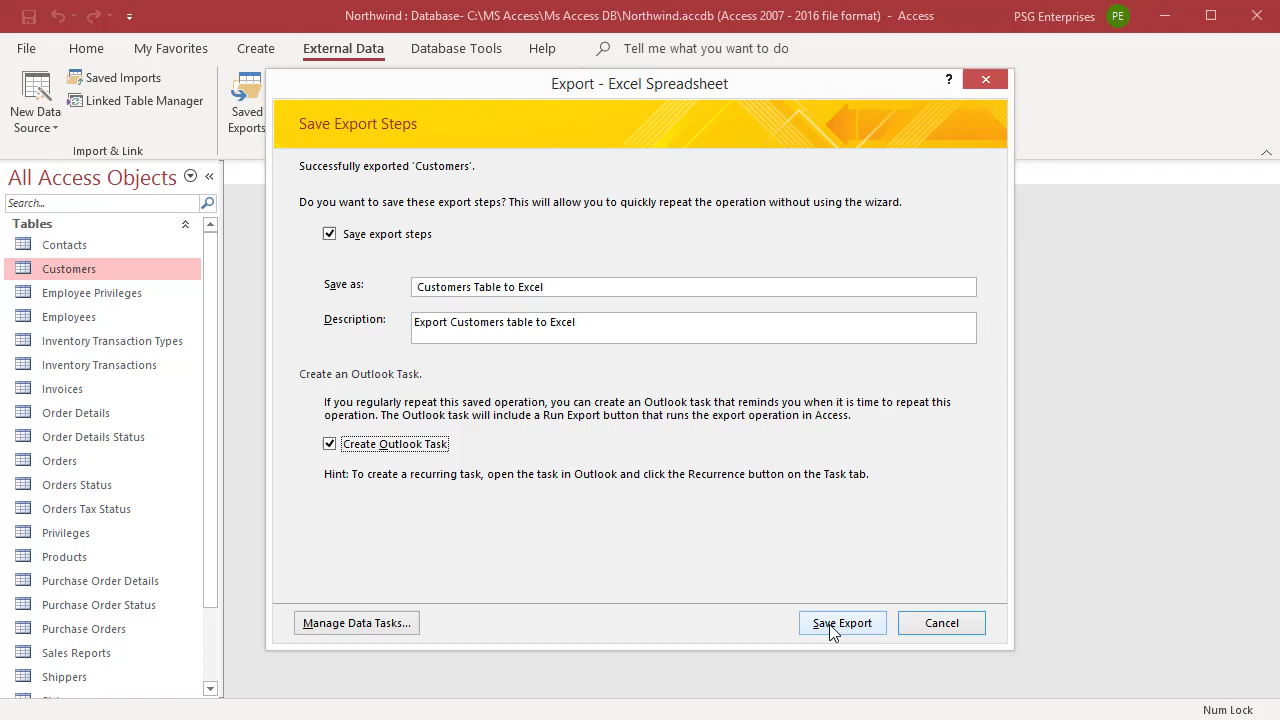 Northwind : Database- C:\MS Access\Ms Access DB\Northwind.accdb (Access 2007 - 2016 file format) - Access
PSG Enterprises
PE
File
Home
My Favorites
Create
External Data
Database Tools
Help
Tell me what you want to do
New Data
Source
Saved Imports
Linked Table Manager
Saved
Exports
Import & Link
All Access Objects
Search...
Tables
Contacts
Customers
Employee Privileges
Employees
Inventory Transaction Types
Inventory Transactions
Invoices
Order Details
Order Details Status
Orders
Orders Status
Orders Tax Status
Privileges
Products
Purchase Order Details
Purchase Order Status
Purchase Orders
Sales Reports
Shippers
Export - Excel Spreadsheet
?
Save Export Steps
Successfully exported 'Customers'.
Do you want to save these export steps? This will allow you to quickly repeat the operation without using the wizard.
Save export steps
Save as:
Customers Table to Excel
Description:
Export Customers table to Excel
Create an Outlook Task.
If you regularly repeat this saved operation, you can create an Outlook task that reminds you when it is time to repeat this
operation. The Outlook task will include a Run Export button that runs the export operation in Access.
Create Outlook Task
Hint: To create a recurring task, open the task in Outlook and click the Recurrence button on the Task tab.
Manage Data Tasks...
Save Export
Cancel
Num Lock